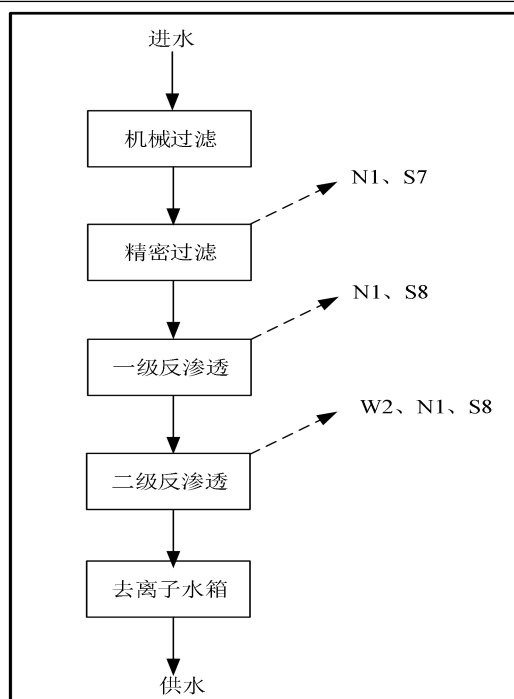 进水
机械过滤
N1、S7
精密过滤
N1、S8
一级反渗透
W2、N1、S8
二级反渗透
去离子水箱
供水